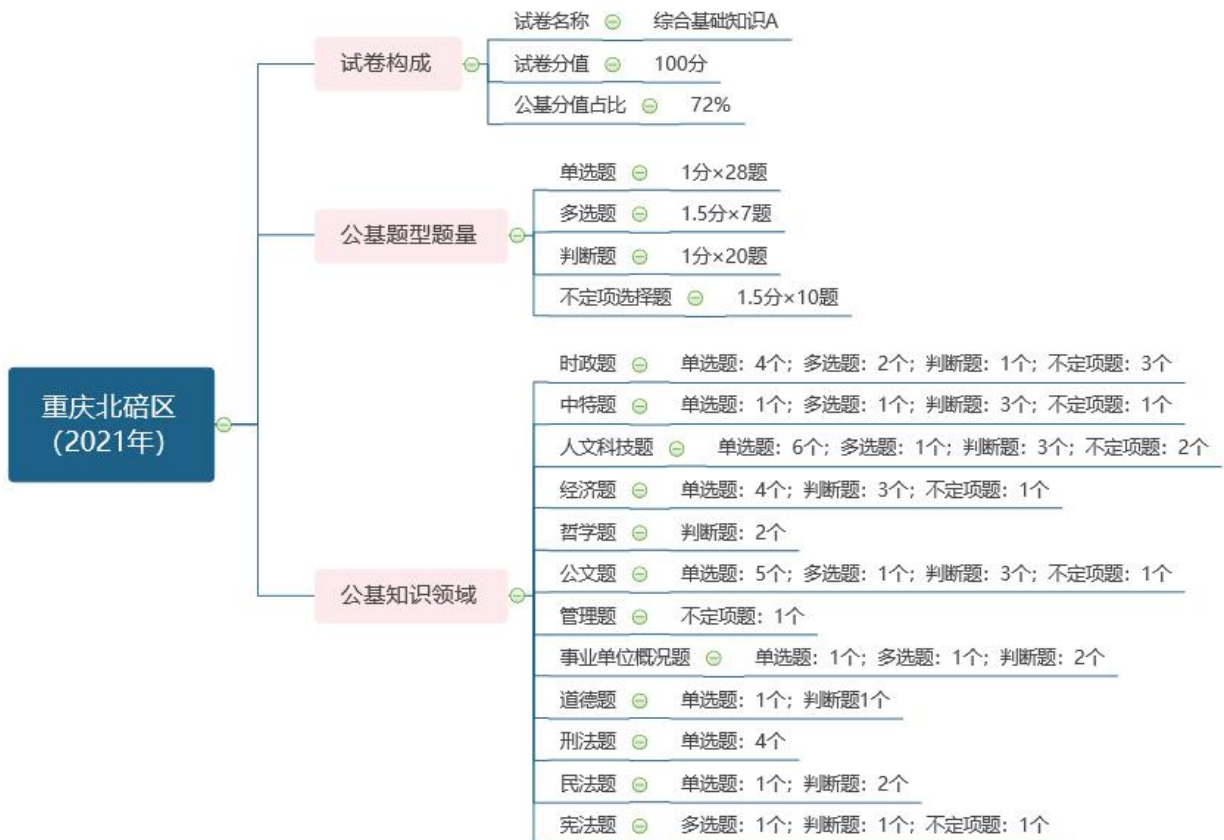 重庆北碚区
(2021年)
试卷构成
试卷名称 综合基础知识A
试卷分值 100分
公基分值占比 72%
公基题型题量
单选题 1分×28题
多选题 1.5分×7题
判断题 1分×20题
不定项选择题 1.5分×10题
公基知识领域
时政题 单选题：4个；多选题：2个；判断题：1个；不定项题：3个
中特题 单选题：1个；多选题：1个；判断题：3个；不定项题：1个
人文科技题 单选题：6个；多选题：1个；判断题：3个；不定项题：2个
经济题 单选题：4个；判断题：3个；不定项题：1个
哲学题 判断题：2个
公文题 单选题：5个；多选题：1个；判断题：3个；不定项题：1个
管理题 不定项题：1个
事业单位概况题 单选题：1个；多选题：1个；判断题：2个
道德题 单选题：1个；判断题1个
刑法题 单选题：4个
民法题 单选题：1个；判断题：2个
宪法题 多选题：1个；判断题：1个；不定项题：1个